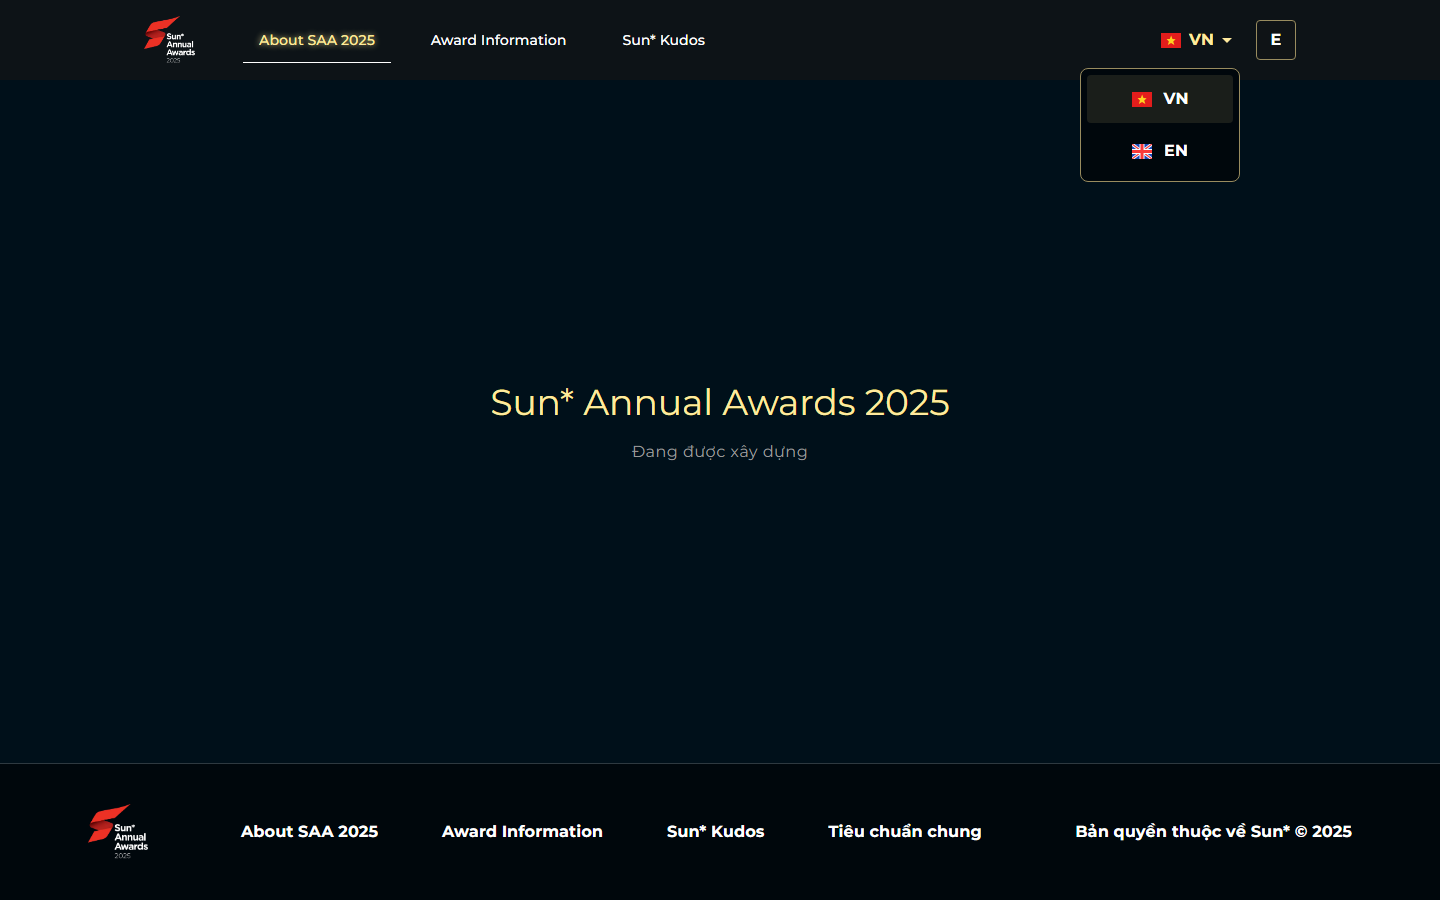 Sun*
Annual
Awards
2025
About SAA 2025
Award Information
Sun* Kudos
VN
E
VN
EN
Sun* Annual Awards 2025
Đang được xây dựng
Sun*
Annual
Awards
2025
About SAA 2025
Award Information
Sun* Kudos
Tiêu chuẩn chung
Bản quyền thuộc về Sun* © 2025